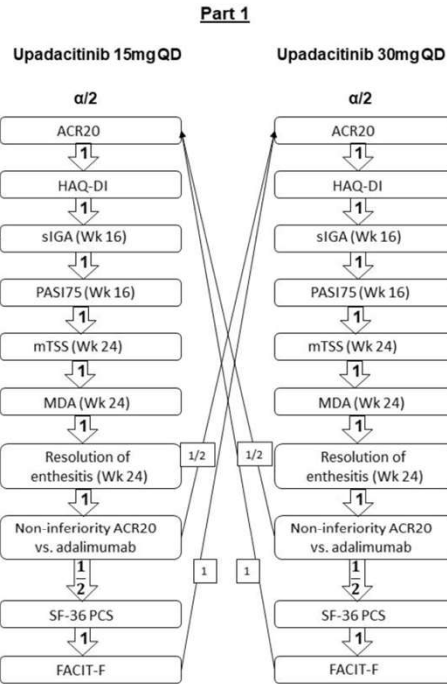 Part 1
Upadacitinib 15mg QD
α/2
ACR20
1
HAQ-DI
1
sIGA (Wk 16)
1
PASI75 (Wk 16)
1
mTSS (Wk 24)
1
MDA (Wk 24)
1
Resolution of
enthesitis (Wk 24)
1
Non-inferiority ACR20
vs. adalimumab
1/2
SF-36 PCS
1
FACIT-F
1/2
1
Upadacitinib 30mg QD
α/2
ACR20
1
HAQ-DI
1
sIGA (Wk 16)
1
PASI75 (Wk 16)
1
mTSS (Wk 24)
1
MDA (Wk 24)
1
Resolution of
enthesitis (Wk 24)
1
Non-inferiority ACR20
vs. adalimumab
1/2
SF-36 PCS
1
FACIT-F
1/2
1